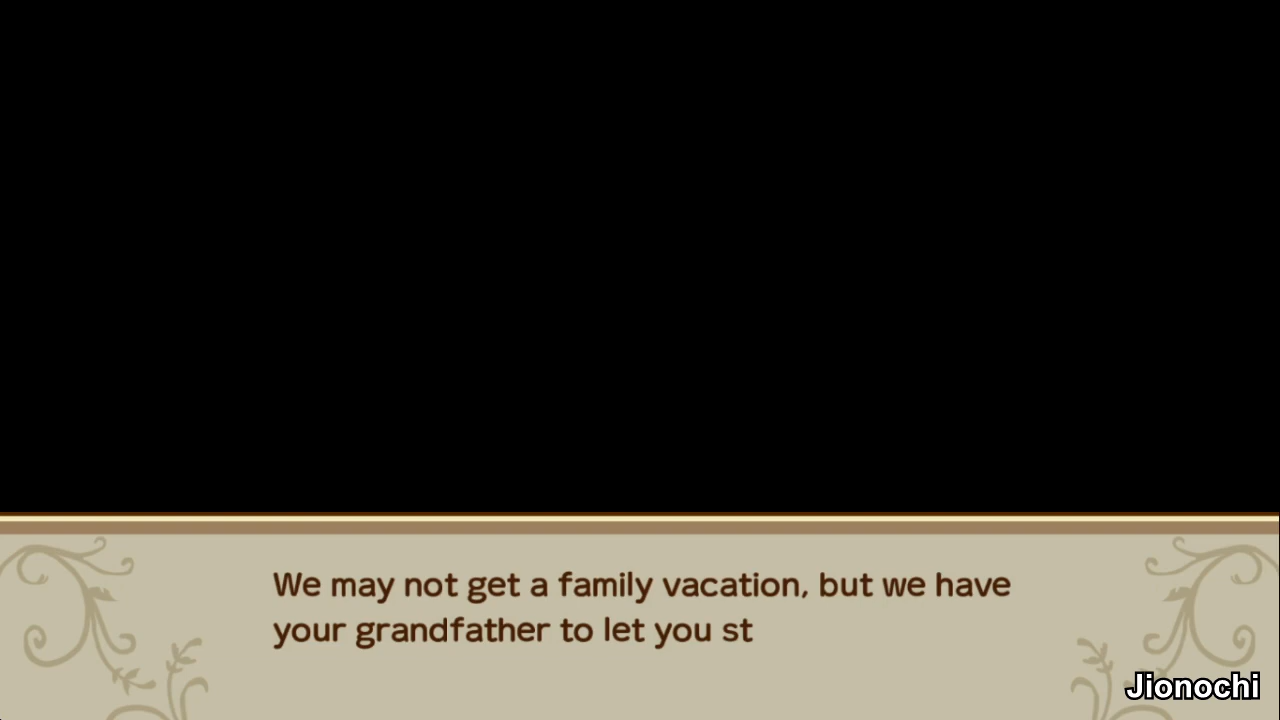 We may not get a family vacation, but we have
your grandfather to let you st
Jionochi